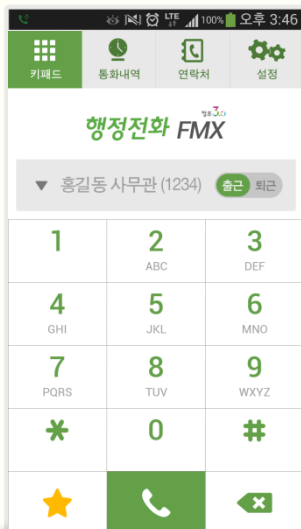 LTE 100% 오후 3:46
키패드 통화내역 연락처 설정
행정전화 FMX
▼ 홍길동 사무관 (1234) 출근 퇴근
1 2 3
ABC DEF
4 5 6
GHI JKL MNO
7 8 9
PQRS TUV WXYZ
* 0 #